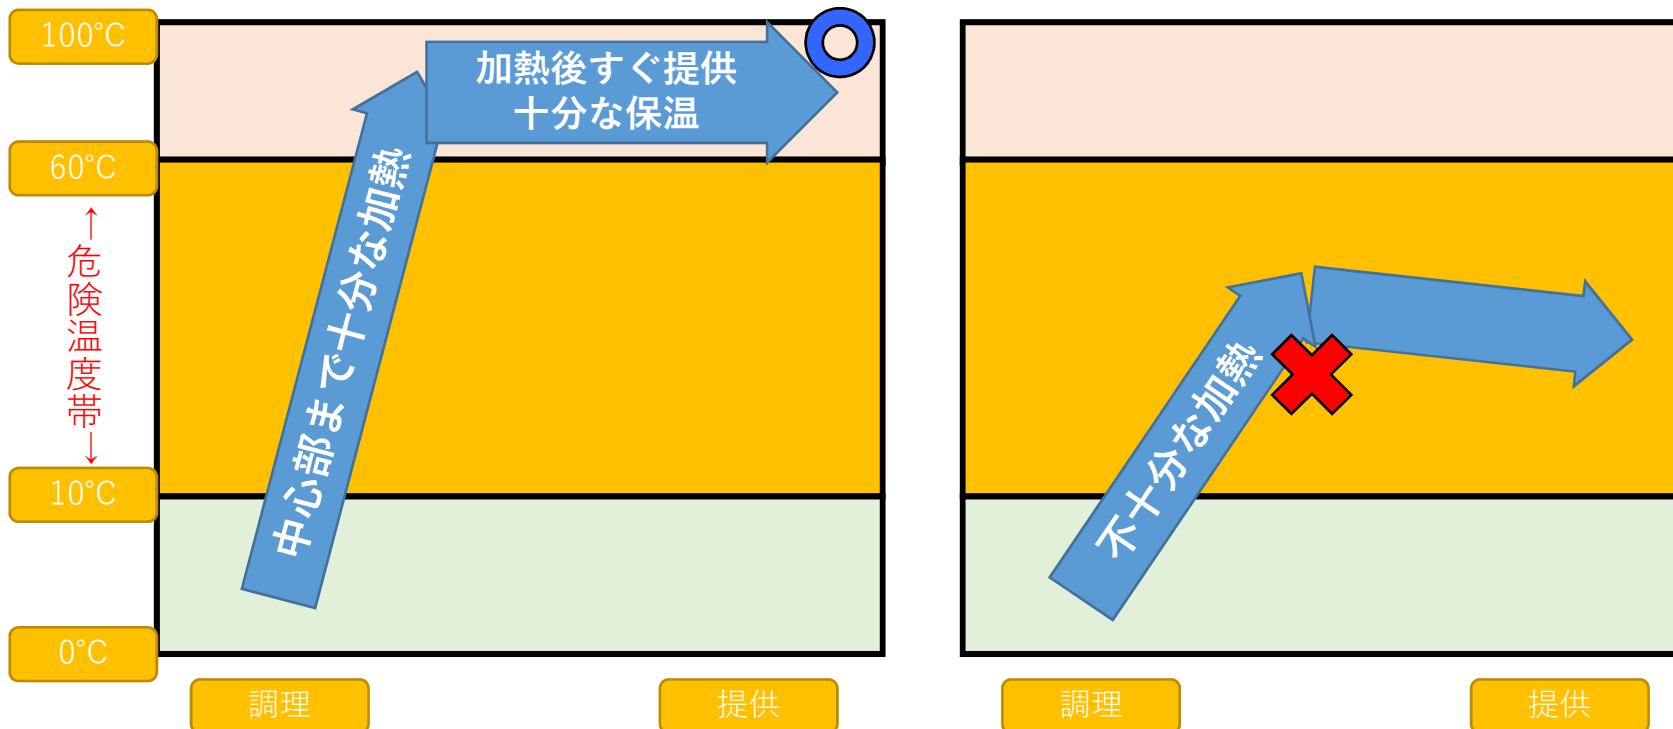 100°C
加熱後すぐ提供
十分な保温
60°C
中心部まで十分な加熱
危険温度帯
不十分な加熱
10°C
0°C
調理
提供
調理
提供